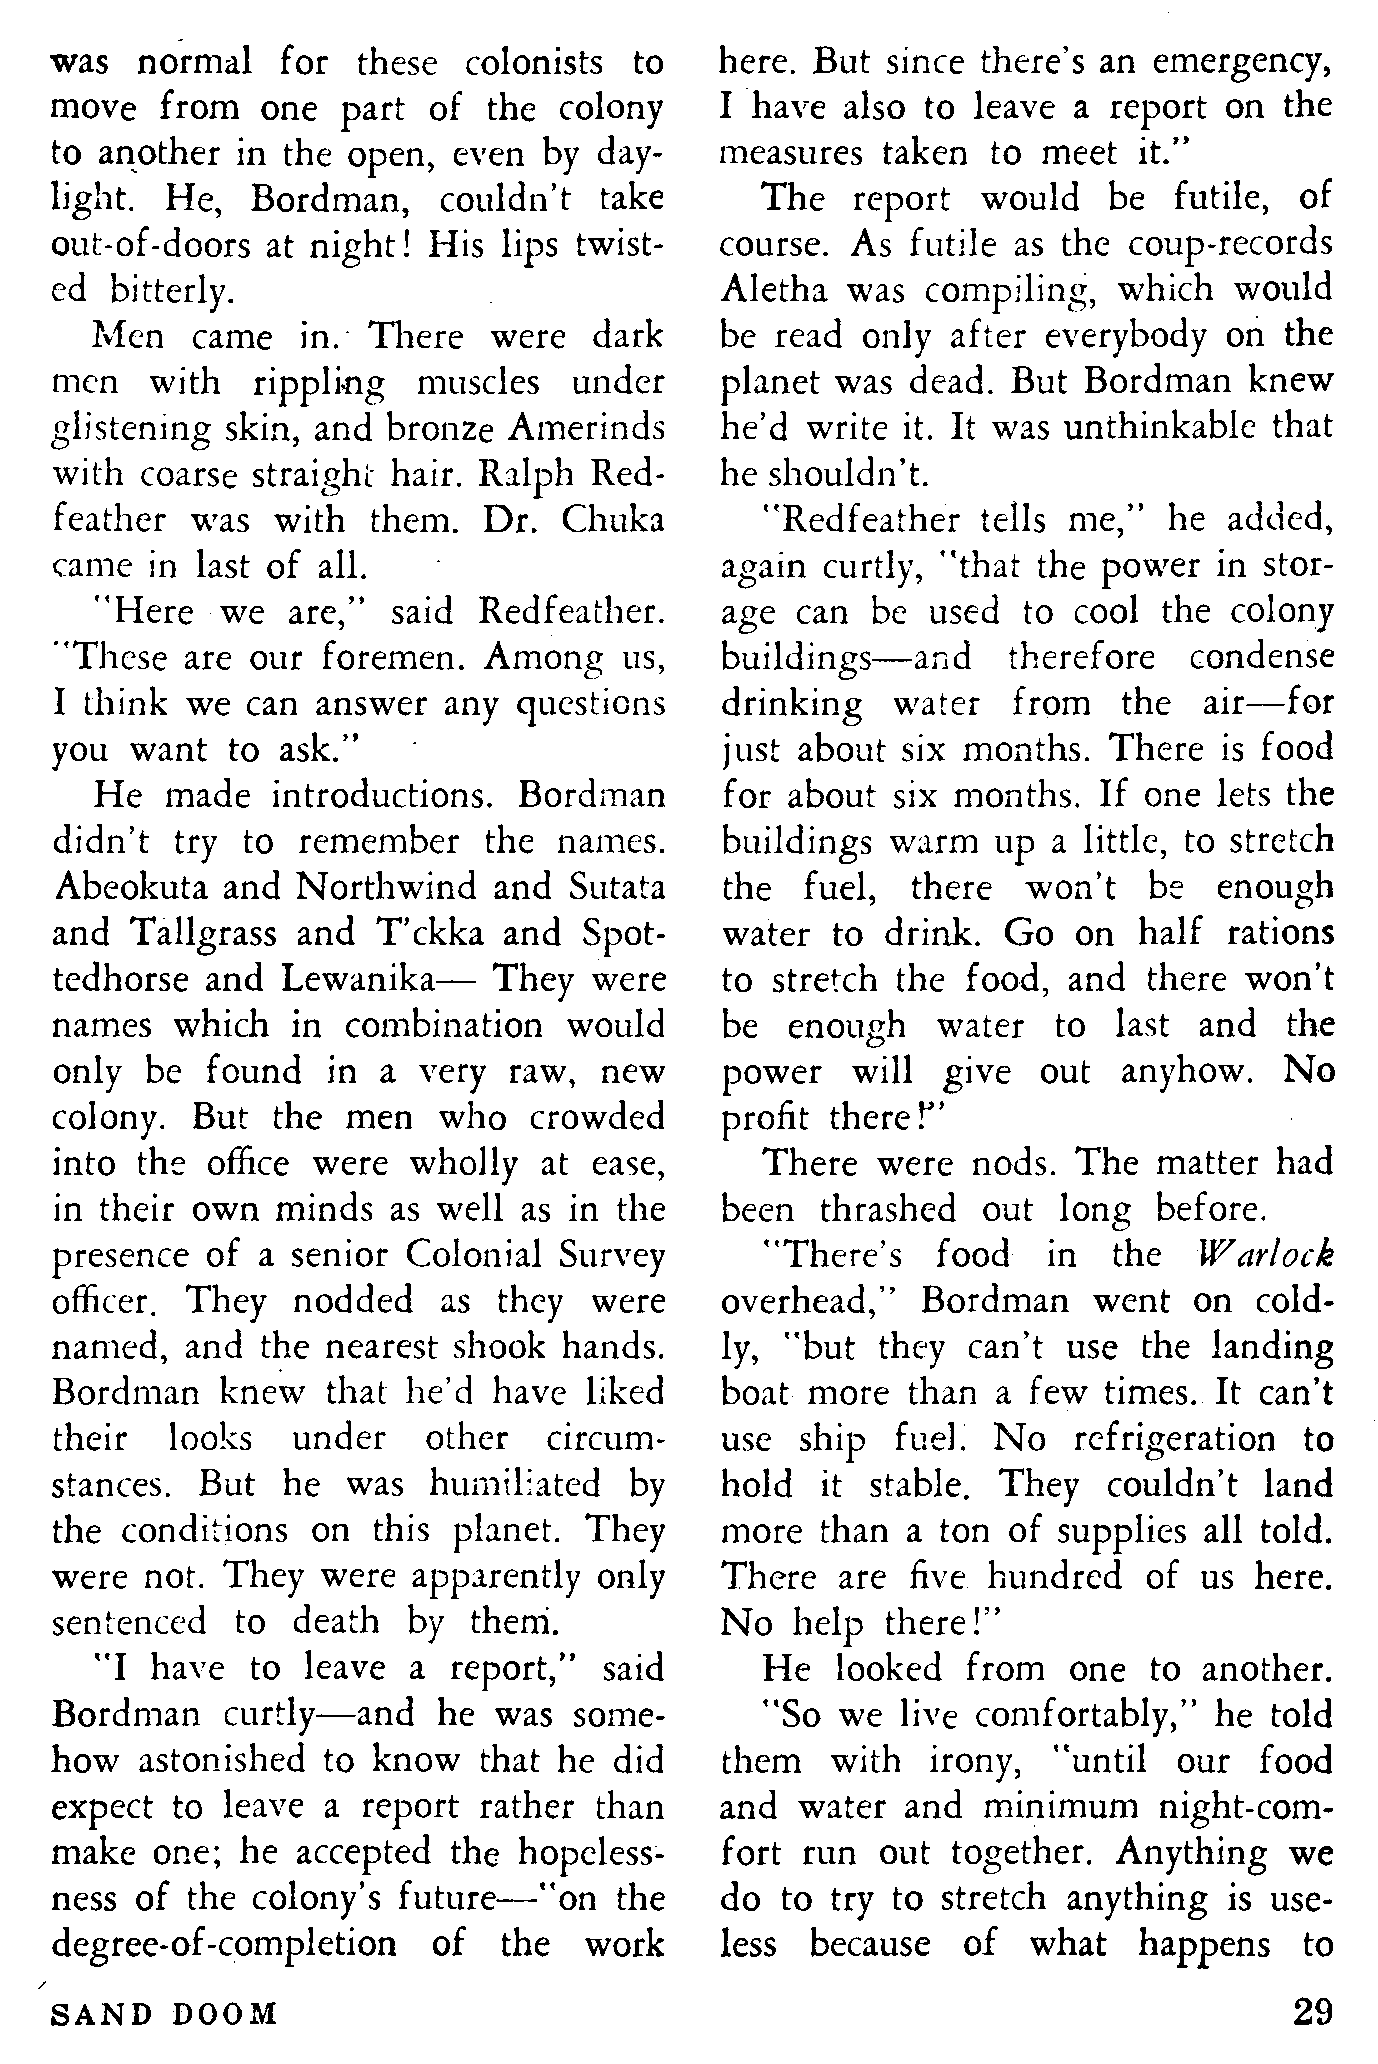 was normal for these colonists to
move from one part of the colony
to another in the open, even by day-
light. He, Bordman, couldn't take
out-of-doors at night! His lips twist-
ed bitterly.
Men came in. There were dark
men with rippling muscles under
glistening skin, and bronze Amerinds
with coarse straight hair. Ralph Red-
feather was with them. Dr. Chuka
came in last of all.
"Here we are," said Redfeather.
"These are our foremen. Among us,
I think we can answer any questions
you want to ask."
He made introductions. Bordman
didn't try to remember the names.
Abeokuta and Northwind and Sutata
and Tallgrass and T'ckka and Spot-
tedhorse and Lewanika— They were
names which in combination would
only be found in a very raw, new
colony. But the men who crowded
into the office were wholly at ease,
in their own minds as well as in the
presence of a senior Colonial Survey
officer. They nodded as they were
named, and the nearest shook hands.
Bordman knew that he'd have liked
their looks under other circum-
stances. But he was humiliated by
the conditions on this planet. They
were not. They were apparently only
sentenced to death by them.
"I have to leave a report," said
Bordman curtly—and he was some-
how astonished to know that he did
expect to leave a report rather than
make one; he accepted the hopeless-
ness of the colony's future—"on the
degree-of-completion of the work
here. But since there's an emergency,
I have also to leave a report on the
measures taken to meet it."
The report would be futile, of
course. As futile as the coup-records
Aletha was compiling, which would
be read only after everybody on the
planet was dead. But Bordman knew
he'd write it. It was unthinkable that
he shouldn't.
"Redfeather tells me," he added,
again curtly, "that the power in stor-
age can be used to cool the colony
buildings—and therefore condense
drinking water from the air—for
just about six months. There is food
for about six months. If one lets the
buildings warm up a little, to stretch
the fuel, there won't be enough
water to drink. Go on half rations
to stretch the food, and there won't
be enough water to last and the
power will give out anyhow. No
profit there!"
There were nods. The matter had
been thrashed out long before.
"There's food in the Warlock
overhead," Bordman went on cold-
ly, "but they can't use the landing
boat more than a few times. It can't
use ship fuel. No refrigeration to
hold it stable. They couldn't land
more than a ton of supplies all told.
There are five hundred of us here.
No help there!"
He looked from one to another.
"So we live comfortably," he told
them with irony, "until our food
and water and minimum night-com-
fort run out together. Anything we
do to try to stretch anything is use-
less because of what happens to
SAND DOOM
29